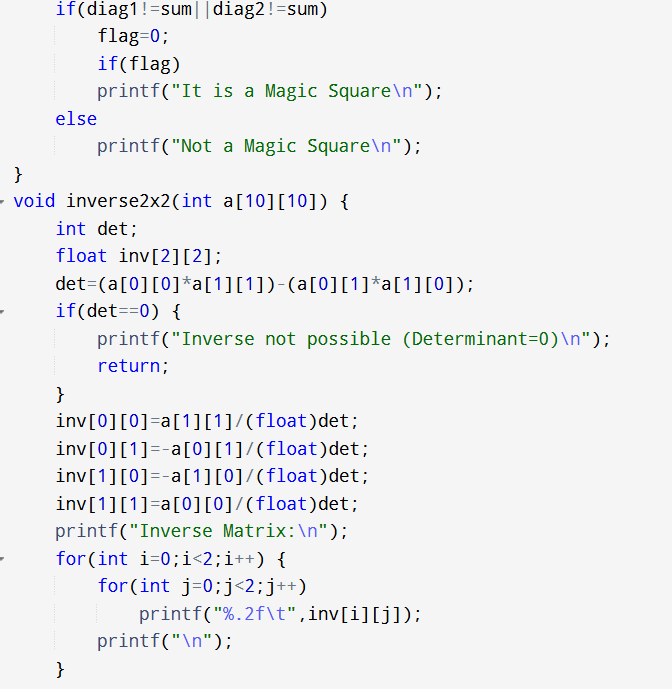 if(diag1!=sum||diag2!=sum)
        flag=0;
        if(flag)
        printf("It is a Magic Square\n");
    else
        printf("Not a Magic Square\n");
}
void inverse2x2(int a[10][10]) {
    int det;
    float inv[2][2];
    det=(a[0][0]*a[1][1])-(a[0][1]*a[1][0]);
    if(det==0) {
        printf("Inverse not possible (Determinant=0)\n");
        return;
    }
    inv[0][0]=a[1][1]/(float)det;
    inv[0][1]=-a[0][1]/(float)det;
    inv[1][0]=-a[1][0]/(float)det;
    inv[1][1]=a[0][0]/(float)det;
    printf("Inverse Matrix:\n");
    for(int i=0;i<2;i++) {
        for(int j=0;j<2;j++)
            printf("%.2f\t",inv[i][j]);
        printf("\n");
    }